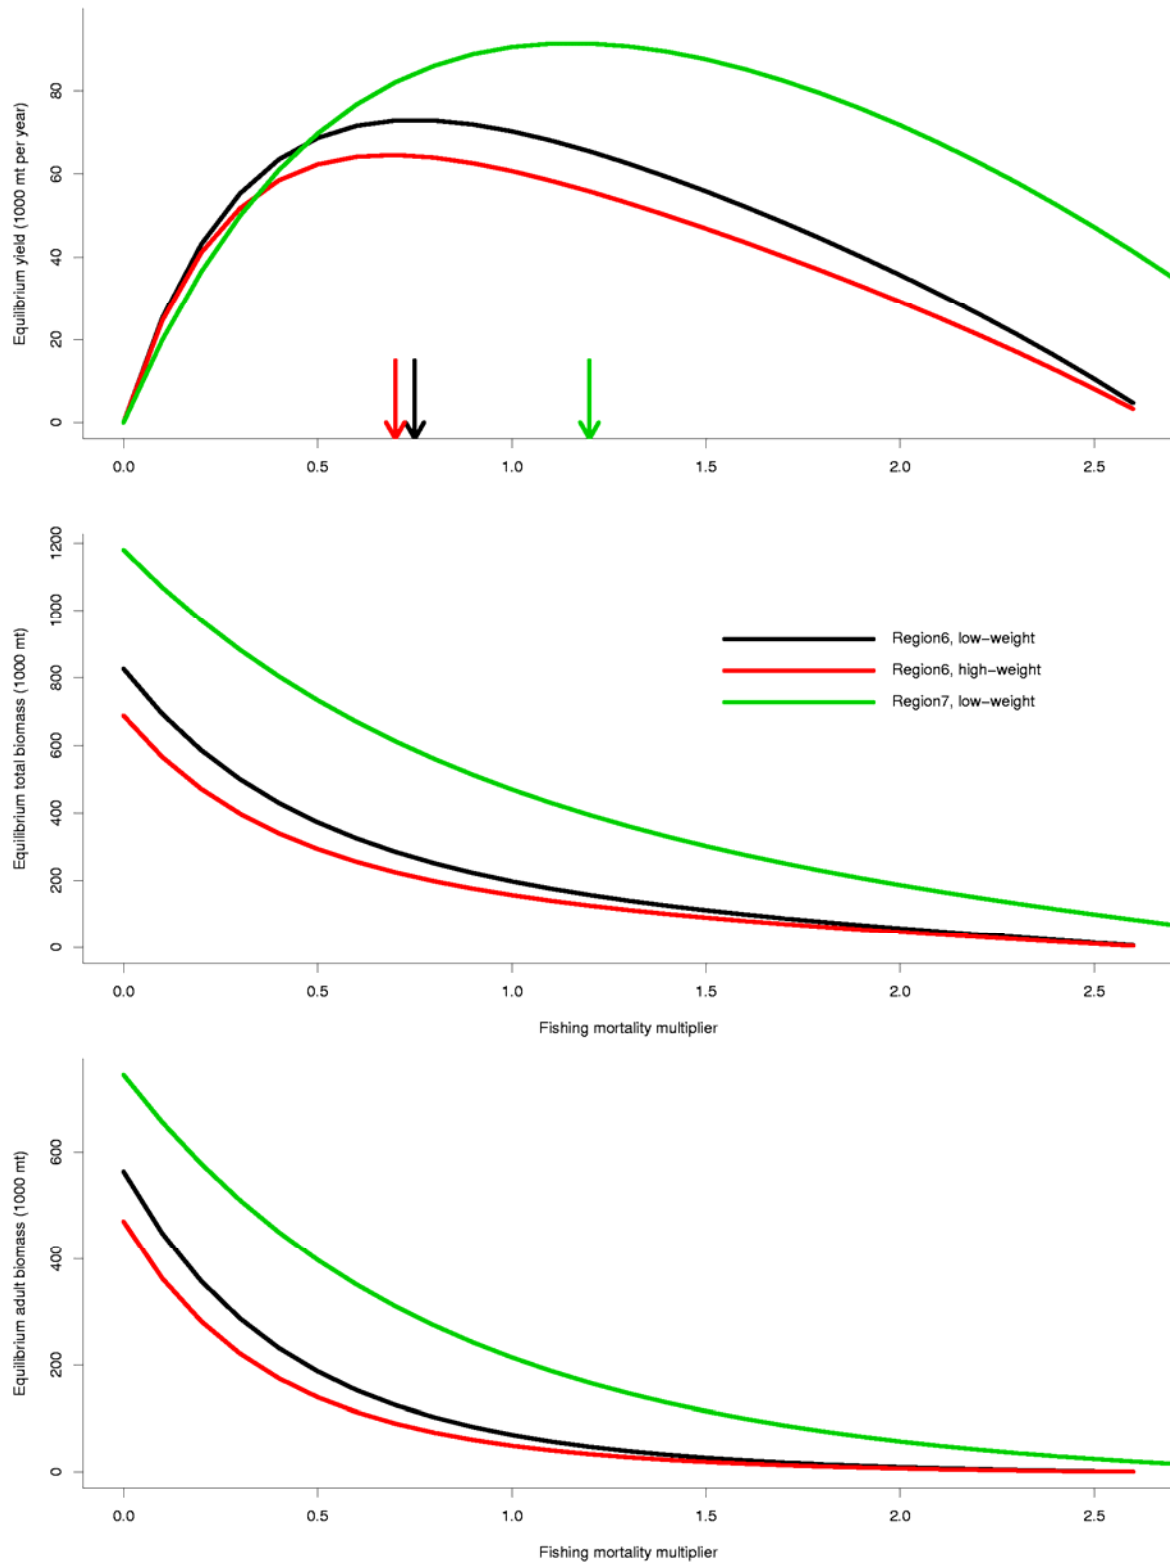 Equilibrium yield (1000 mt per year)
80
60
40
20
0
0.0 0.5 1.0 1.5 2.0 2.5
Equilibrium total biomass (1000 mt)
1200
1000
800
600
400
200
0
Region6, low-weight
Region6, high-weight
Region7, low-weight
0.0 0.5 1.0 1.5 2.0 2.5
Fishing mortality multiplier
Equilibrium adult biomass (1000 mt)
600
400
200
0
0.0 0.5 1.0 1.5 2.0 2.5
Fishing mortality multiplier